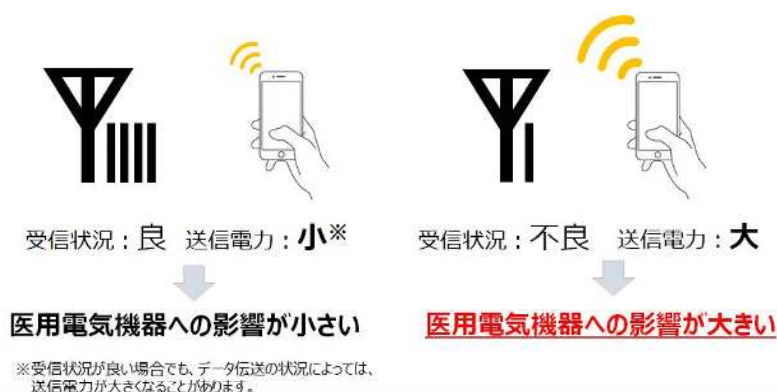 受信状況：良 送信電力：小※
医用電気機器への影響が小さい
※受信状況が良い場合でも、データ伝送の状況によっては、
送信電力が大きくなることがあります。
受信状況：不良 送信電力：大
医用電気機器への影響が大きい